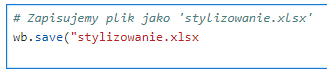 # Zapisujemy plik jako 'stylizowanie.xlsx'
wb.save("stylizowanie.xlsx